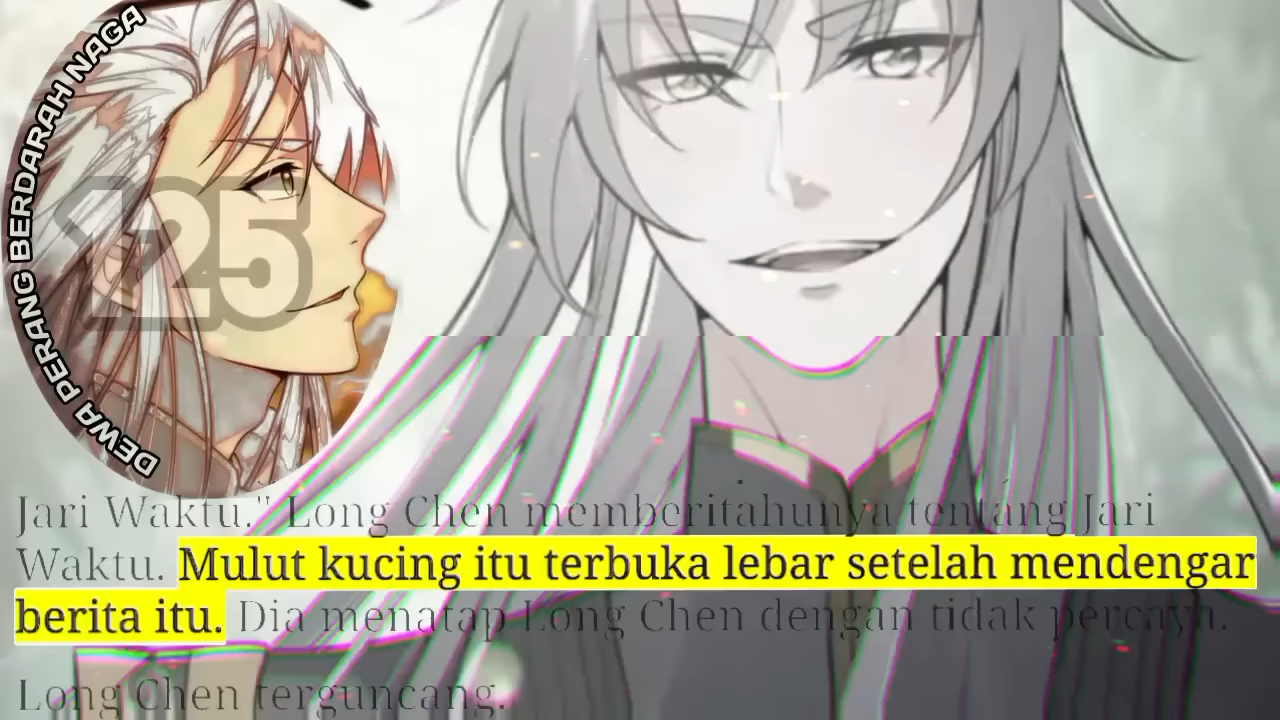 DEWA PERANG BERDARAH NAGA
125
Jari Waktu." Long Chen memberitahunya tentang Jari
Waktu. Mulut kucing itu terbuka lebar setelah mendengar
berita itu. Dia menatap Long Chen dengan tidak percaya.
Long Chen terguncang.